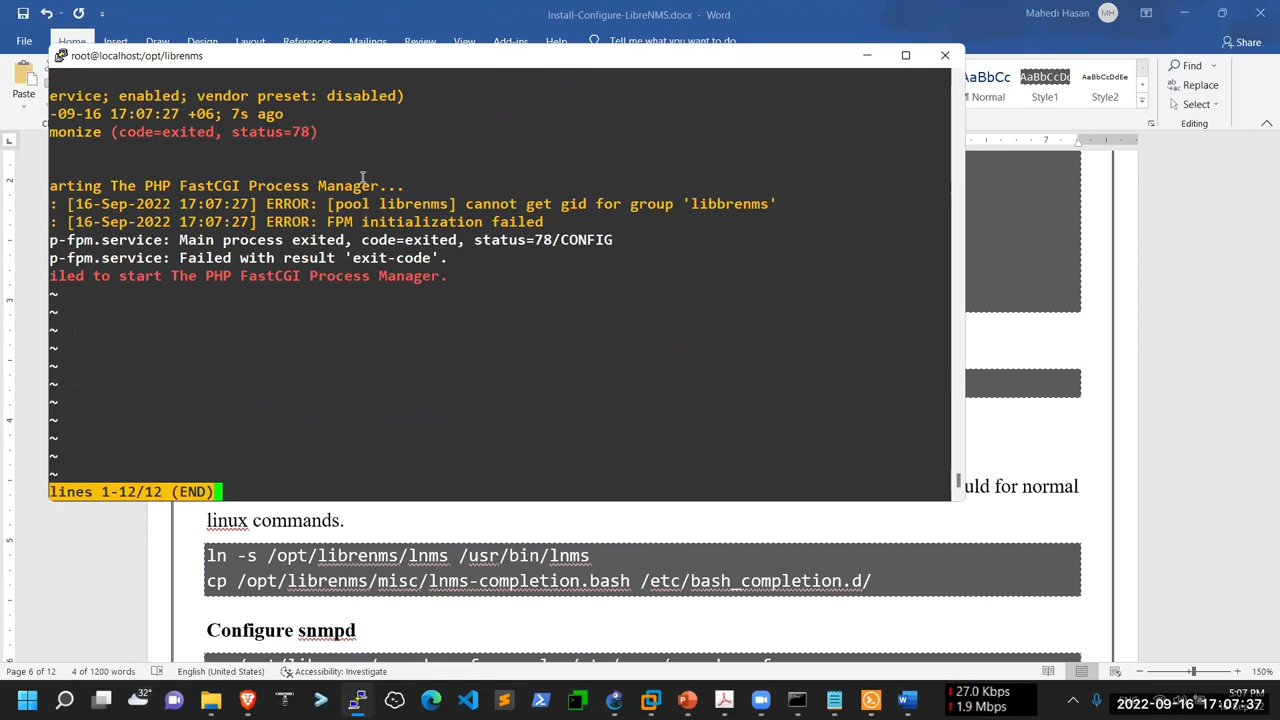 Install-Configure-LibreNMS.docx - Word
Mahedi Hasan
MH
File
Home
Insert
Draw
Design
Layout
References
Mailings
Review
View
Add-ins
Help
Tell me what you want to do
Share
root@localhost:/opt/librenms
Paste
AaBbCc
AaBbCcDc
AaBbCcDdEe
¶ Normal
Style1
Style2
Find
Replace
Select
Editing
ervice; enabled; vendor preset: disabled)
-09-16 17:07:27 +06; 7s ago
monize (code=exited, status=78)
arting The PHP FastCGI Process Manager...
: [16-Sep-2022 17:07:27] ERROR: [pool librenms] cannot get gid for group 'libbrenms'
: [16-Sep-2022 17:07:27] ERROR: FPM initialization failed
p-fpm.service: Main process exited, code=exited, status=78/CONFIG
p-fpm.service: Failed with result 'exit-code'.
iled to start The PHP FastCGI Process Manager.
~
~
~
~
~
~
~
~
~
~
~
lines 1-12/12 (END)
uld for normal
linux commands.
ln -s /opt/librenms/lnms /usr/bin/lnms
cp /opt/librenms/misc/lnms-completion.bash /etc/bash_completion.d/
Configure snmpd
Page 6 of 12
4 of 1200 words
English (United States)
Accessibility: Investigate
150%
32°
27.0 Kbps
1.9 Mbps
5:07 PM
2022-09-16 17:07:37